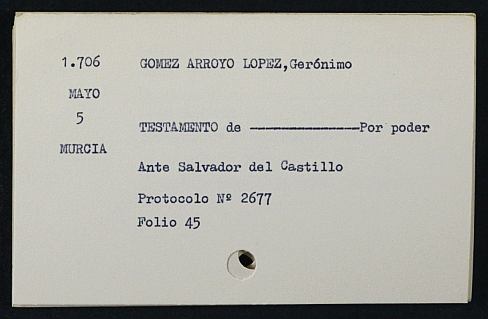 1.706 GOMEZ ARROYO LOPEZ,Gerónimo
MAYO
5
TESTAMENTO de ----------------Por poder
MURCIA
Ante Salvador del Castillo
Protocolo Nº 2677
Folio 45